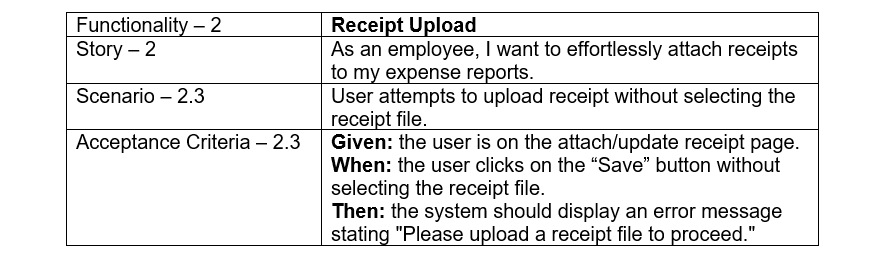 Functionality – 2
Receipt Upload
Story – 2
As an employee, I want to effortlessly attach receipts
to my expense reports.
Scenario – 2.3
User attempts to upload receipt without selecting the
receipt file.
Acceptance Criteria – 2.3
Given: the user is on the attach/update receipt page.
When: the user clicks on the “Save” button without
selecting the receipt file.
Then: the system should display an error message
stating "Please upload a receipt file to proceed."